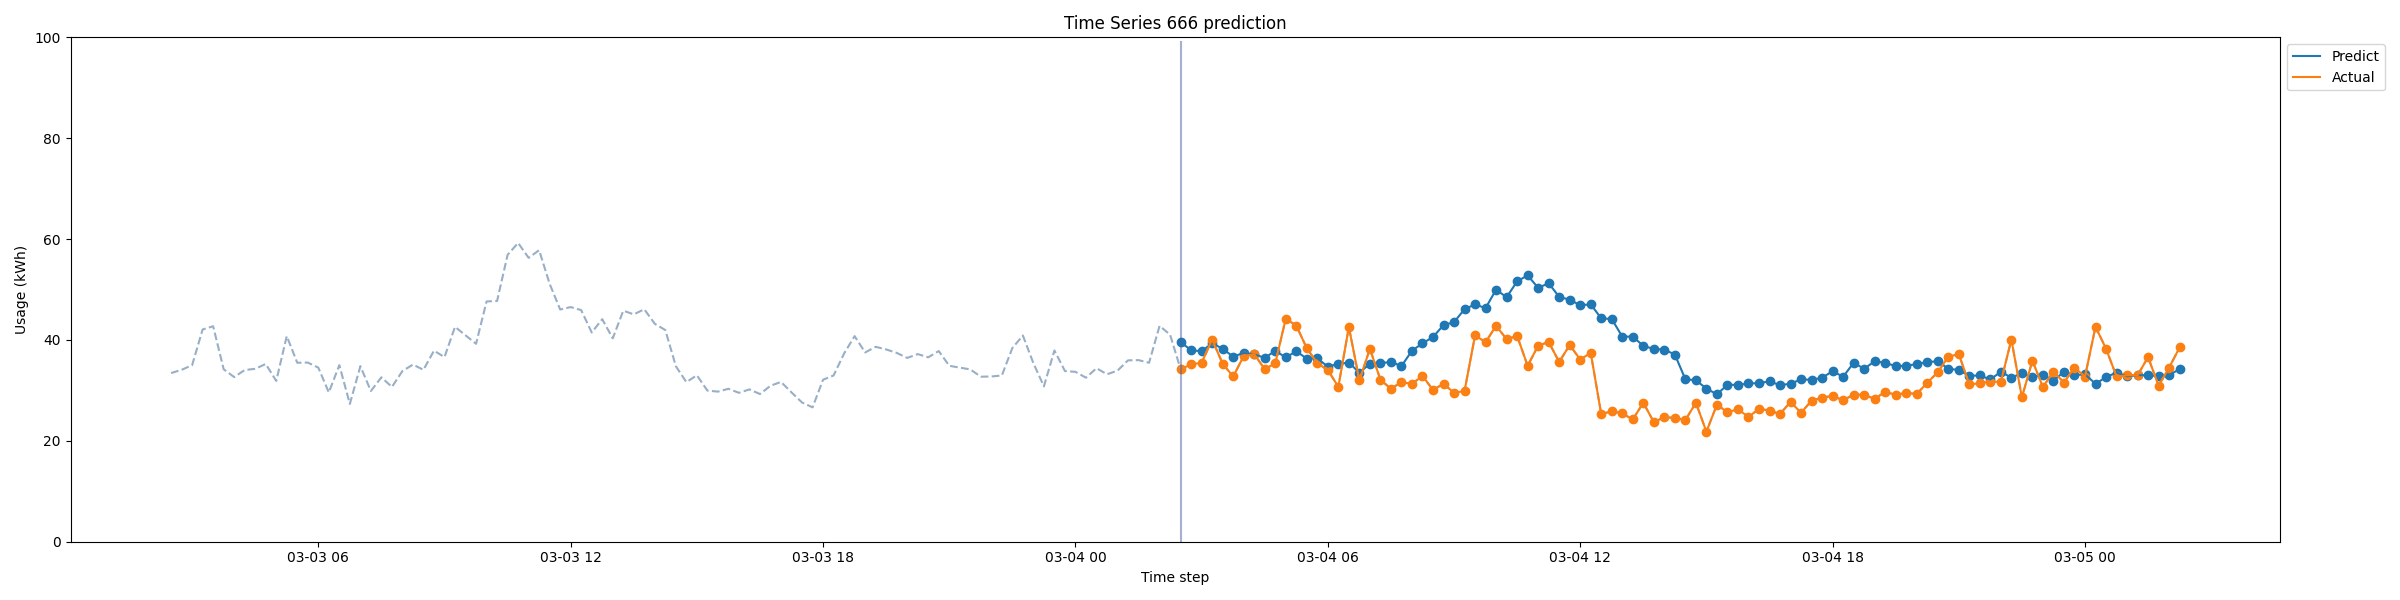 Time Series 666 prediction
100
80
60
40
20
0
Usage (kWh)
03-03 06
03-03 12
03-03 18
03-04 00
03-04 06
03-04 12
03-04 18
03-05 00
Time step
Predict
Actual